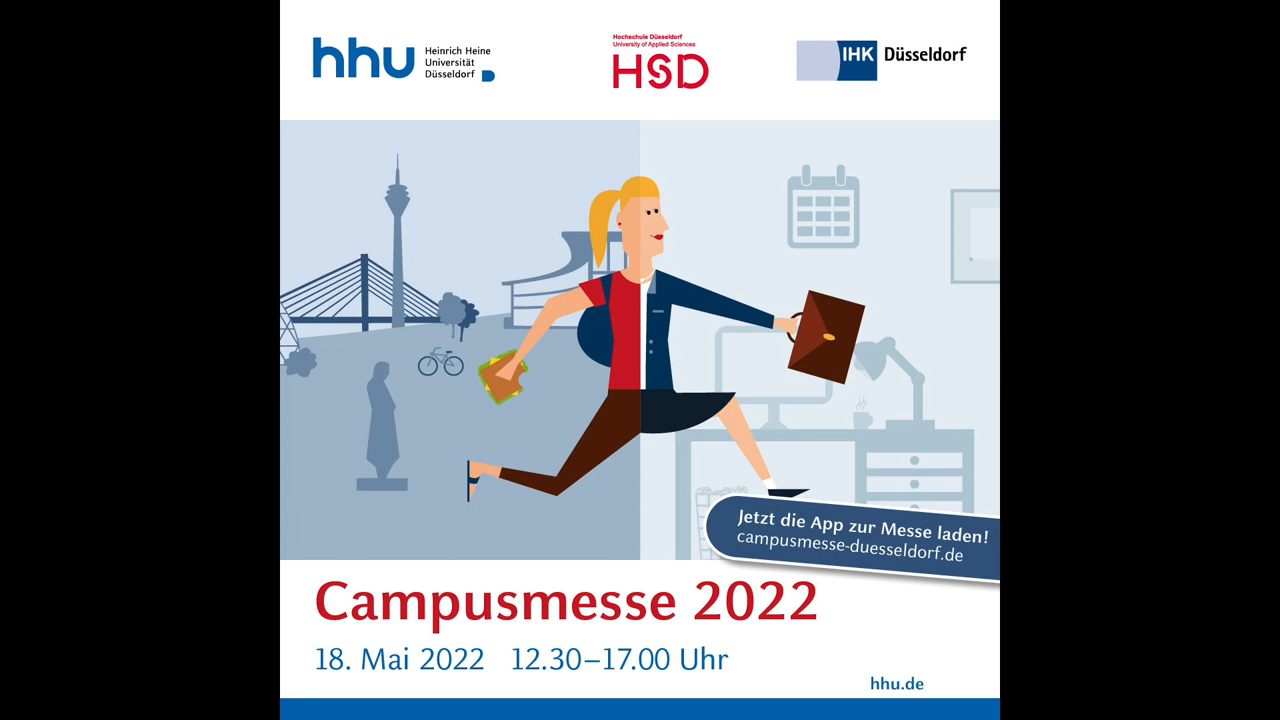 hhu
Heinrich Heine
Universität
Düsseldorf
Hochschule Düsseldorf
University of Applied Sciences
HSD
IHK Düsseldorf
Jetzt die App zur Messe laden!
campusmesse-duesseldorf.de
Campusmesse 2022
18. Mai 2022 12.30–17.00 Uhr
hhu.de